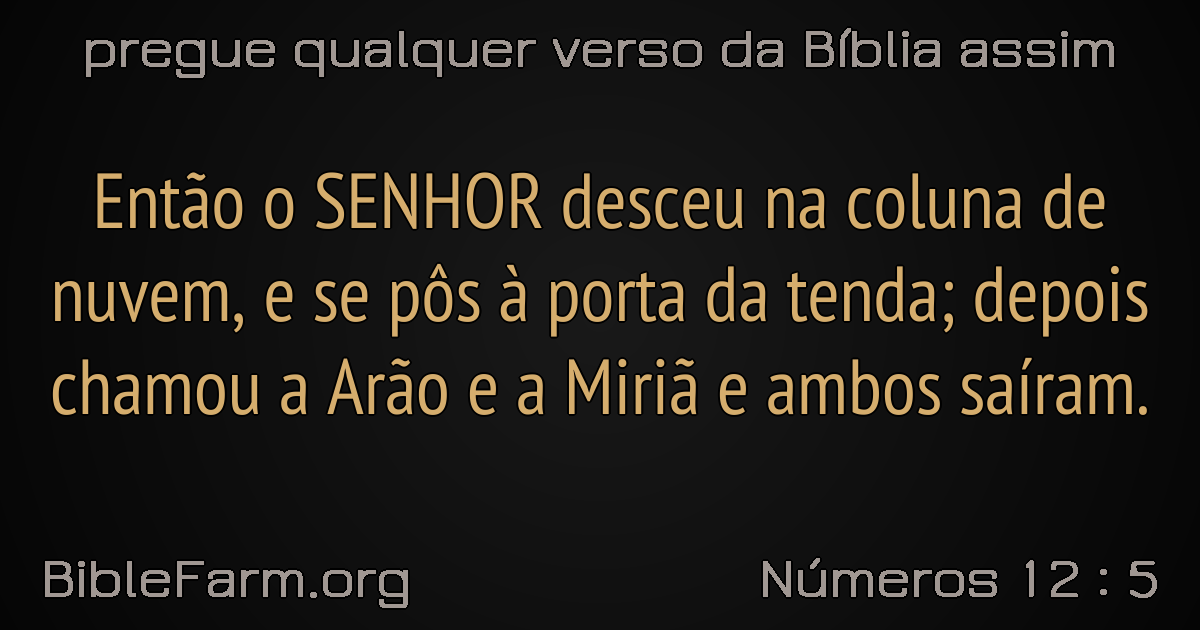 pregue qualquer verso da Bíblia assim
Então o SENHOR desceu na coluna de
nuvem, e se pôs à porta da tenda; depois
chamou a Arão e a Miriã e ambos saíram.
BibleFarm.org
Números 12 : 5